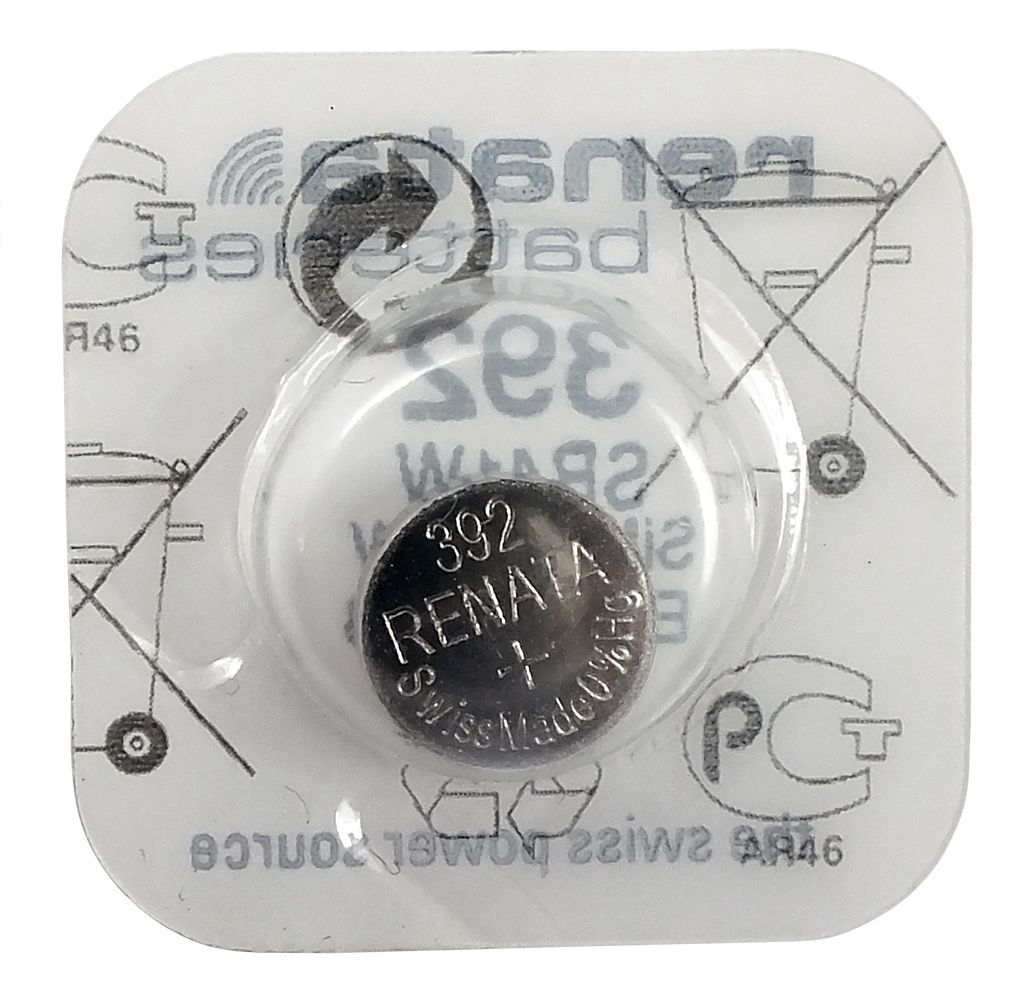 renata
batteries
392
SR41W
AR46
392
RENATA
+
SwissMade0%Hg
the swiss power source
AR46